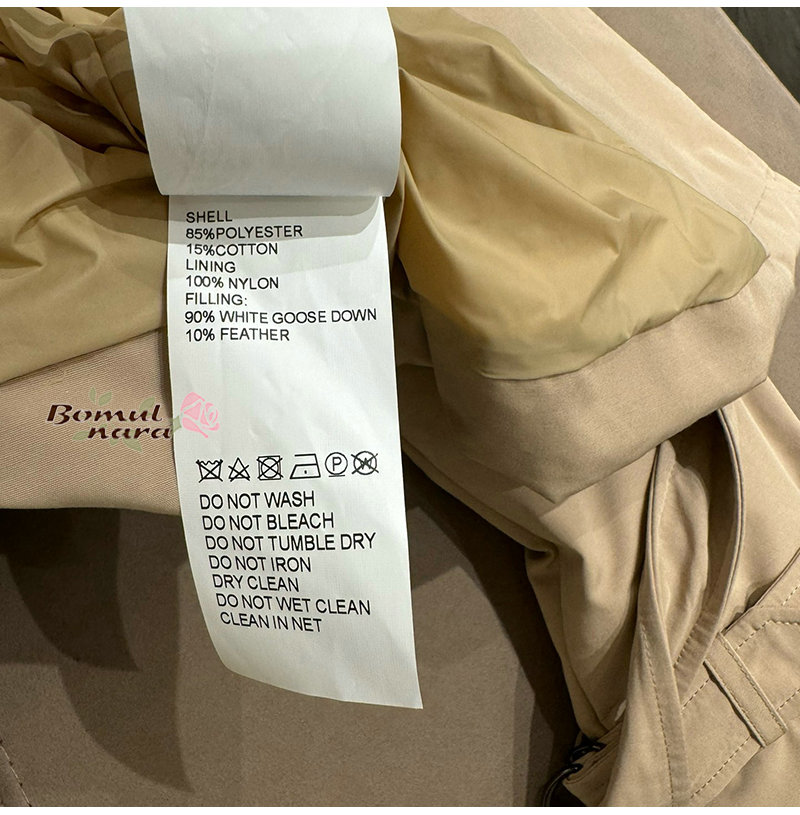 SHELL
85%POLYESTER
15%COTTON
LINING
100% NYLON
FILLING:
90% WHITE GOOSE DOWN
10% FEATHER
Bomul
nara
P W
DO NOT WASH
DO NOT BLEACH
DO NOT TUMBLE DRY
DO NOT IRON
DRY CLEAN
DO NOT WET CLEAN
CLEAN IN NET